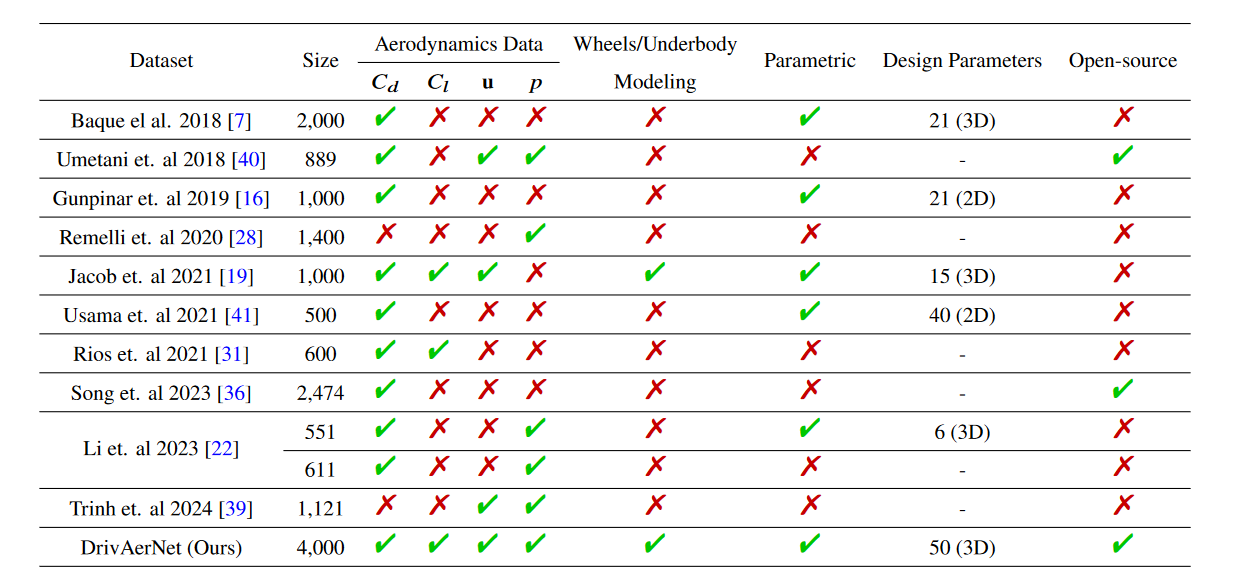 Dataset Size Aerodynamics Data Wheels/Underbody Modeling Parametric Design Parameters Open-source
C_d C_l u p
Baque el al. 2018 [7] 2,000 ✓ ✗ ✗ ✗ ✗ ✓ 21 (3D) ✗
Umetani et. al 2018 [40] 889 ✓ ✗ ✓ ✓ ✗ ✗ - ✓
Gunpinar et. al 2019 [16] 1,000 ✓ ✗ ✗ ✗ ✗ ✓ 21 (2D) ✗
Remelli et. al 2020 [28] 1,400 ✗ ✗ ✗ ✓ ✗ ✗ - ✗
Jacob et. al 2021 [19] 1,000 ✓ ✓ ✓ ✗ ✓ ✓ 15 (3D) ✗
Usama et. al 2021 [41] 500 ✓ ✗ ✗ ✗ ✗ ✓ 40 (2D) ✗
Rios et. al 2021 [31] 600 ✓ ✓ ✗ ✗ ✗ ✗ - ✗
Song et. al 2023 [36] 2,474 ✓ ✗ ✗ ✗ ✗ ✗ - ✓
Li et. al 2023 [22] 551 ✓ ✗ ✗ ✓ ✗ ✓ 6 (3D) ✗
611 ✓ ✗ ✗ ✓ ✗ ✗ - ✗
Trinh et. al 2024 [39] 1,121 ✗ ✗ ✓ ✓ ✗ ✗ - ✗
DrivAerNet (Ours) 4,000 ✓ ✓ ✓ ✓ ✓ ✓ 50 (3D) ✓